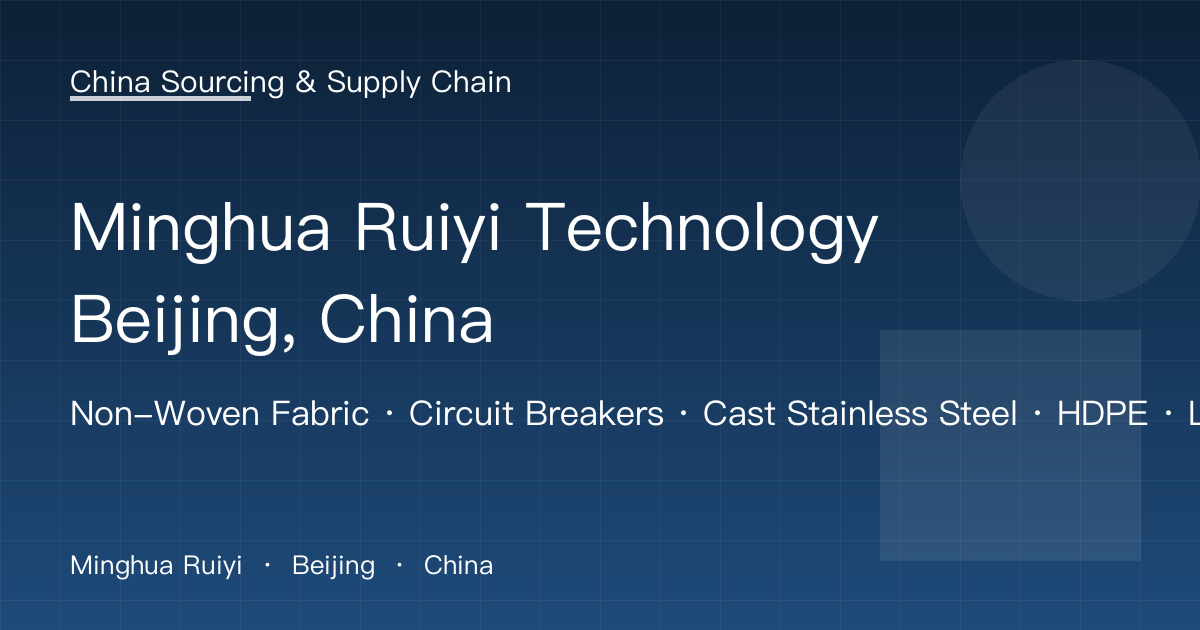 China Sourcing & Supply Chain
Minghua Ruiyi Technology
Beijing, China
Non–Woven Fabric · Circuit Breakers · Cast Stainless Steel · HDPE ·
Minghua Ruiyi · Beijing · China